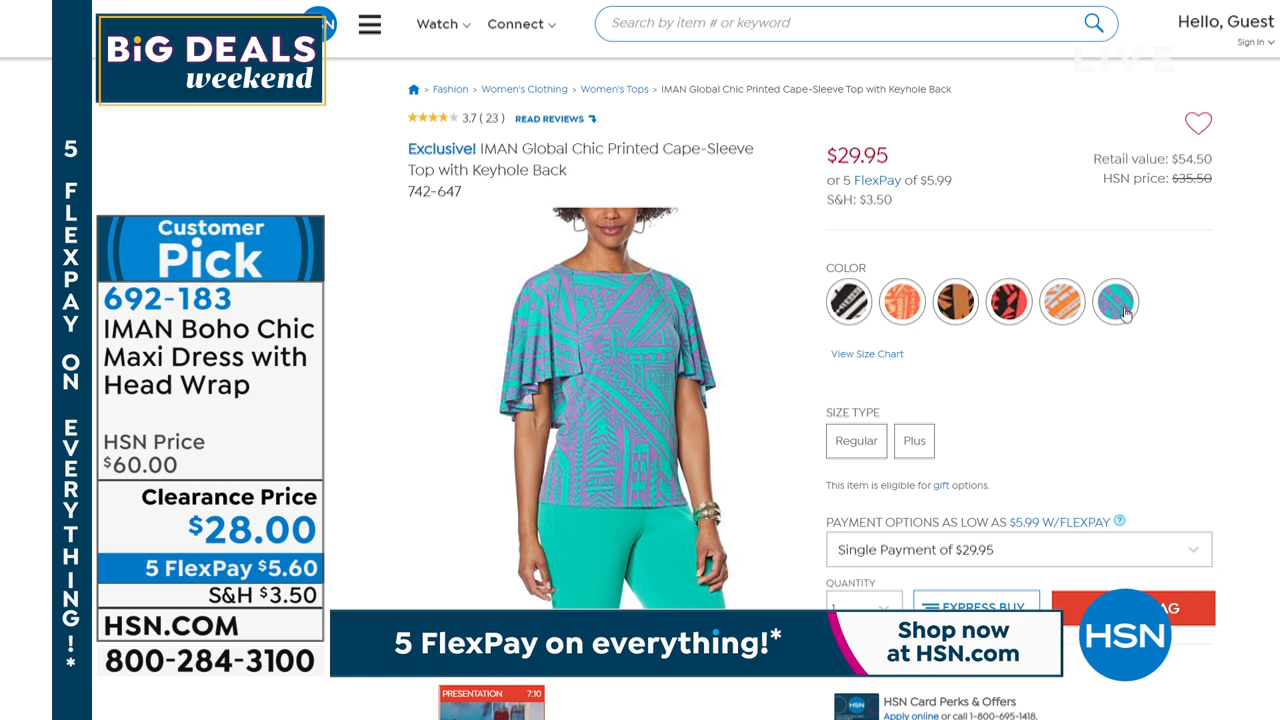 BiG DEALS
weekend
5 FLEXPAY ON EVERYTHING!*
Customer
Pick
692-183
IMAN Boho Chic
Maxi Dress with
Head Wrap
HSN Price
$60.00
Clearance Price
$28.00
5 FlexPay $5.60
S&H $3.50
HSN.COM
800-284-3100
Watch
Connect
Search by item # or keyword
Hello, Guest
Sign In
LIVE
> Fashion > Women's Clothing > Women's Tops > IMAN Global Chic Printed Cape-Sleeve Top with Keyhole Back
3.7 ( 23 ) READ REVIEWS
Exclusive! IMAN Global Chic Printed Cape-Sleeve
Top with Keyhole Back
742-647
$29.95
or 5 FlexPay of $5.99
S&H: $3.50
Retail value: $54.50
HSN price: $35.50
COLOR
View Size Chart
SIZE TYPE
Regular
Plus
This item is eligible for gift options.
PAYMENT OPTIONS AS LOW AS $5.99 W/FLEXPAY ?
Single Payment of $29.95
QUANTITY
1
EXPRESS BUY
AG
5 FlexPay on everything!*
Shop now
at HSN.com
HSN
PRESENTATION 7:10
HSN
HSN Card Perks & Offers
Apply online or call 1-800-695-1418.